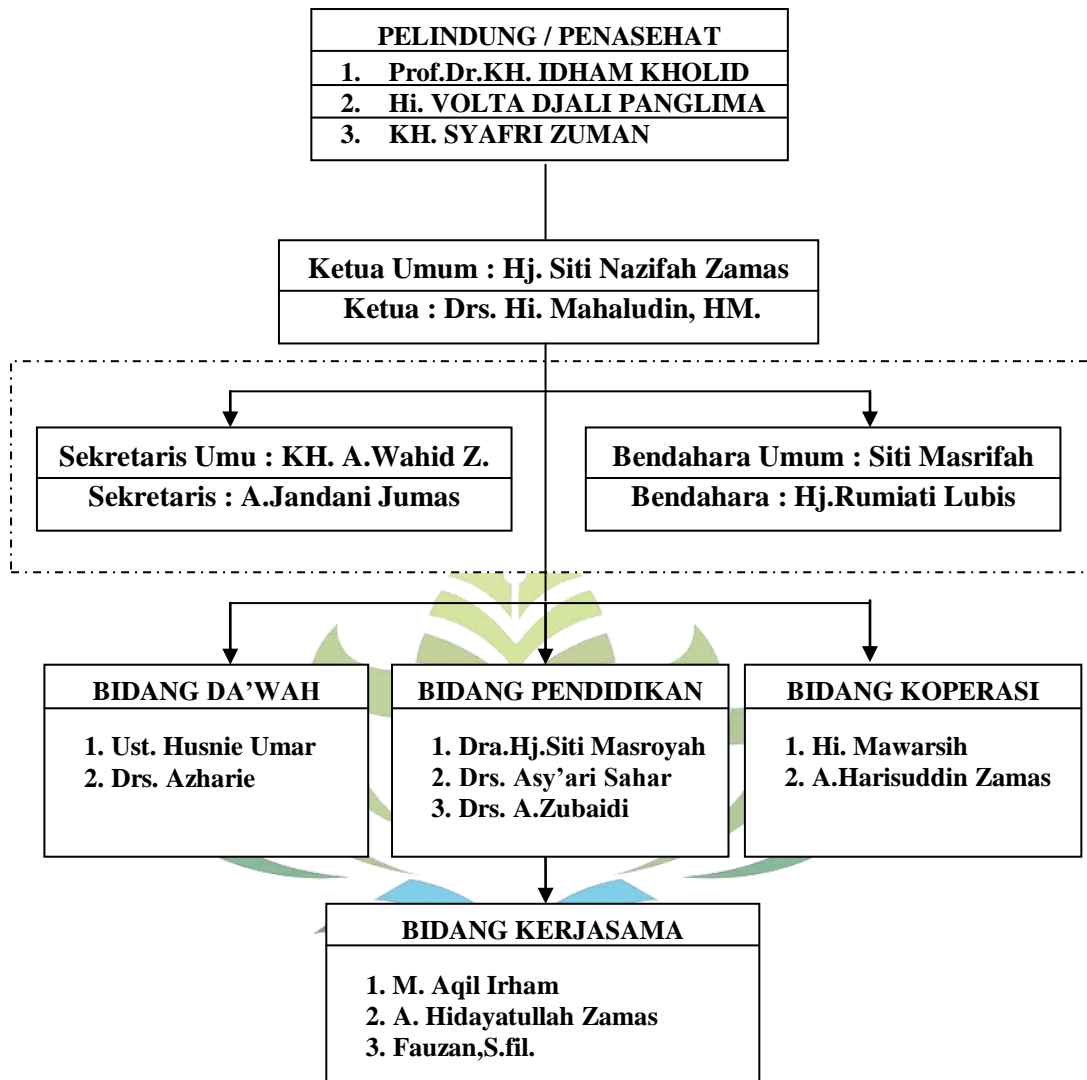 PELINDUNG / PENASEHAT
1. Prof.Dr.KH. IDHAM KHOLID
2. Hi. VOLTA DJALI PANGLIMA
3. KH. SYAFRI ZUMAN
Ketua Umum : Hj. Siti Nazifah Zamas
Ketua : Drs. Hi. Mahaludin, HM.
Sekretaris Umu : KH. A.Wahid Z.
Sekretaris : A.Jandani Jumas
Bendahara Umum : Siti Masrifah
Bendahara : Hj.Rumiati Lubis
BIDANG DA’WAH
1. Ust. Husnie Umar
2. Drs. Azharie
BIDANG PENDIDIKAN
1. Dra.Hj.Siti Masroyah
2. Drs. Asy’ari Sahar
3. Drs. A.Zubaidi
BIDANG KOPERASI
1. Hi. Mawarsih
2. A.Harisuddin Zamas
BIDANG KERJASAMA
1. M. Aqil Irham
2. A. Hidayatullah Zamas
3. Fauzan,S.fil.